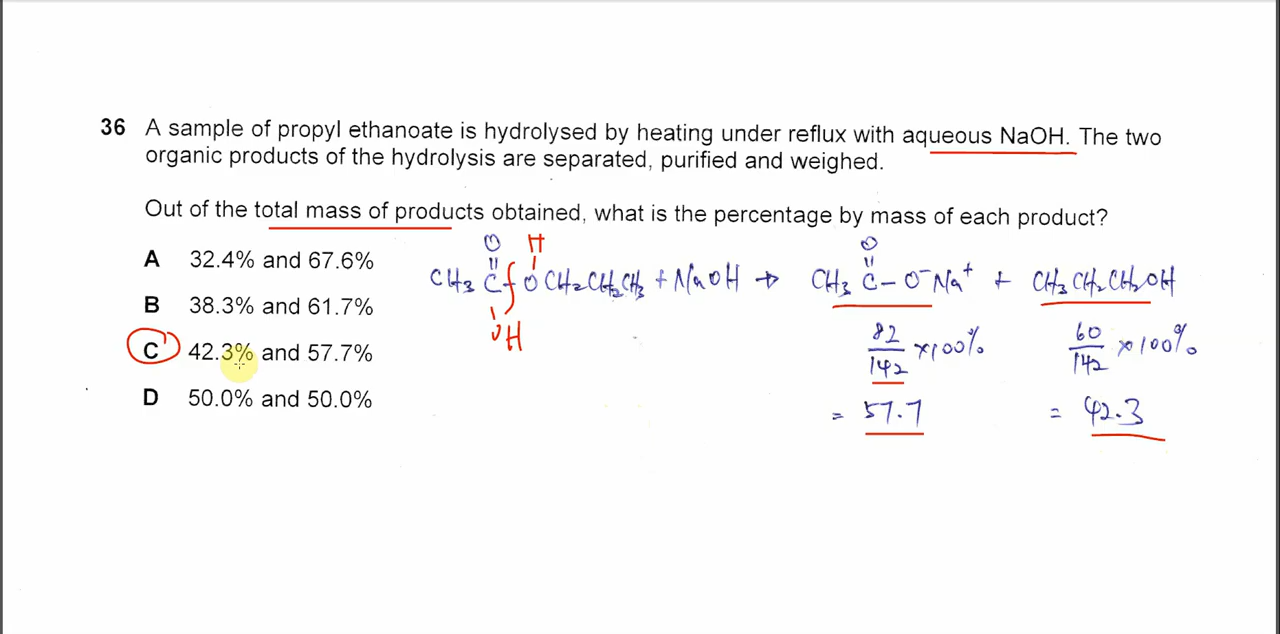 36 A sample of propyl ethanoate is hydrolysed by heating under reflux with aqueous NaOH. The two
organic products of the hydrolysis are separated, purified and weighed.
Out of the total mass of products obtained, what is the percentage by mass of each product?
A 32.4% and 67.6%
B 38.3% and 61.7%
C 42.3% and 57.7%
D 50.0% and 50.0%
O H O
CH3 C O CH2CH2CH3 + NaOH → CH3 C – O⁻Na⁺ + CH3CH2CH2OH
OH
82/142 × 100% 60/142 × 100%
= 57.7 = 42.3